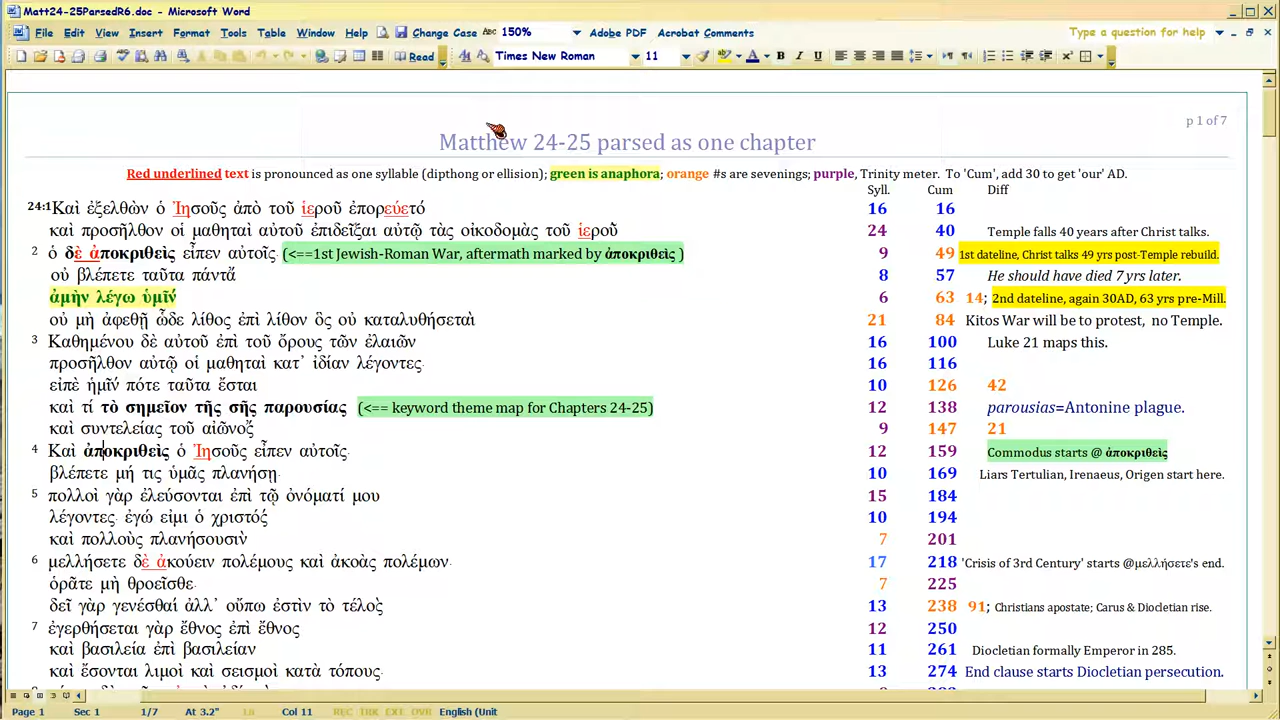 Matt24-25ParsedR6.doc - Microsoft Word
File Edit View Insert Format Tools Table Window Help Change Case 150% Adobe PDF Acrobat Comments Type a question for help
Read Times New Roman 11 B I U
p 1 of 7
Matthew 24-25 parsed as one chapter
Red underlined text is pronounced as one syllable (dipthong or ellision); green is anaphora; orange #s are sevenings; purple, Trinity meter. To 'Cum', add 30 to get 'our' AD.
Syll. Cum Diff
24:1 Καὶ ἐξελθὼν ὁ Ἰησοῦς ἀπὸ τοῦ ἱεροῦ ἐπορεύετό 16 16
καὶ προσῆλθον οἱ μαθηταὶ αὐτοῦ ἐπιδεῖξαι αὐτῷ τὰς οἰκοδομὰς τοῦ ἱεροῦ 24 40 Temple falls 40 years after Christ talks.
2 ὁ δὲ ἀποκριθεὶς εἶπεν αὐτοῖς· (<==1st Jewish-Roman War, aftermath marked by ἀποκριθεὶς ) 9 49 1st dateline, Christ talks 49 yrs post-Temple rebuild.
οὐ βλέπετε ταῦτα πάντἅ 8 57 He should have died 7 yrs later.
ἀμὴν λέγω ὑμῖν́ 6 63 14; 2nd dateline, again 30AD, 63 yrs pre-Mill.
οὐ μὴ ἀφεθῇ ὧδε λίθος ἐπὶ λίθον ὃς οὐ καταλυθήσεταὶ 21 84 Kitos War will be to protest, no Temple.
3 Καθημένου δὲ αὐτοῦ ἐπὶ τοῦ ὄρους τῶν ἐλαιῶν 16 100 Luke 21 maps this.
προσῆλθον αὐτῷ οἱ μαθηταὶ κατ᾽ ἰδίαν λέγοντες· 16 116
εἰπὲ ἡμῖν́ πότε ταῦτα ἔσται 10 126 42
καὶ τί τὸ σημεῖον τῆς σῆς παρουσίας (<== keyword theme map for Chapters 24-25) 12 138 parousias=Antonine plague.
καὶ συντελείας τοῦ αἰῶνοξ 9 147 21
4 Καὶ ἀποκριθεὶς ὁ Ἰησοῦς εἶπεν αὐτοῖς· 12 159 Commodus starts @ ἀποκριθεὶς
βλέπετε μή τις ὑμᾶς πλανήσῃ· 10 169 Liars Tertulian, Irenaeus, Origen start here.
5 πολλοὶ γὰρ ἐλεύσονται ἐπὶ τῷ ὀνόματί μου 15 184
λέγοντες· ἐγώ εἰμι ὁ χριστός́ 10 194
καὶ πολλοὺς πλανήσουσιν̀ 7 201
6 μελλήσετε δὲ ἀκούειν πολέμους καὶ ἀκοὰς πολέμων· 17 218 'Crisis of 3rd Century' starts @μελλήσετε's end.
ὁρᾶτε μὴ θροεῖσθε· 7 225
δεῖ γὰρ γενέσθαί ἀλλ᾽ οὔπω ἐστὶν τὸ τέλος̀ 13 238 91; Christians apostate; Carus & Diocletian rise.
7 ἐγερθήσεται γὰρ ἔθνος ἐπὶ ἔθνος 12 250
καὶ βασιλεία ἐπὶ βασιλείαν 11 261 Diocletian formally Emperor in 285.
καὶ ἔσονται λιμοὶ καὶ σεισμοὶ κατὰ τόπους· 13 274 End clause starts Diocletian persecution.
Page 1 Sec 1 1/7 At 3.2" Col 11 REC TRK EXT OVR English (Unit